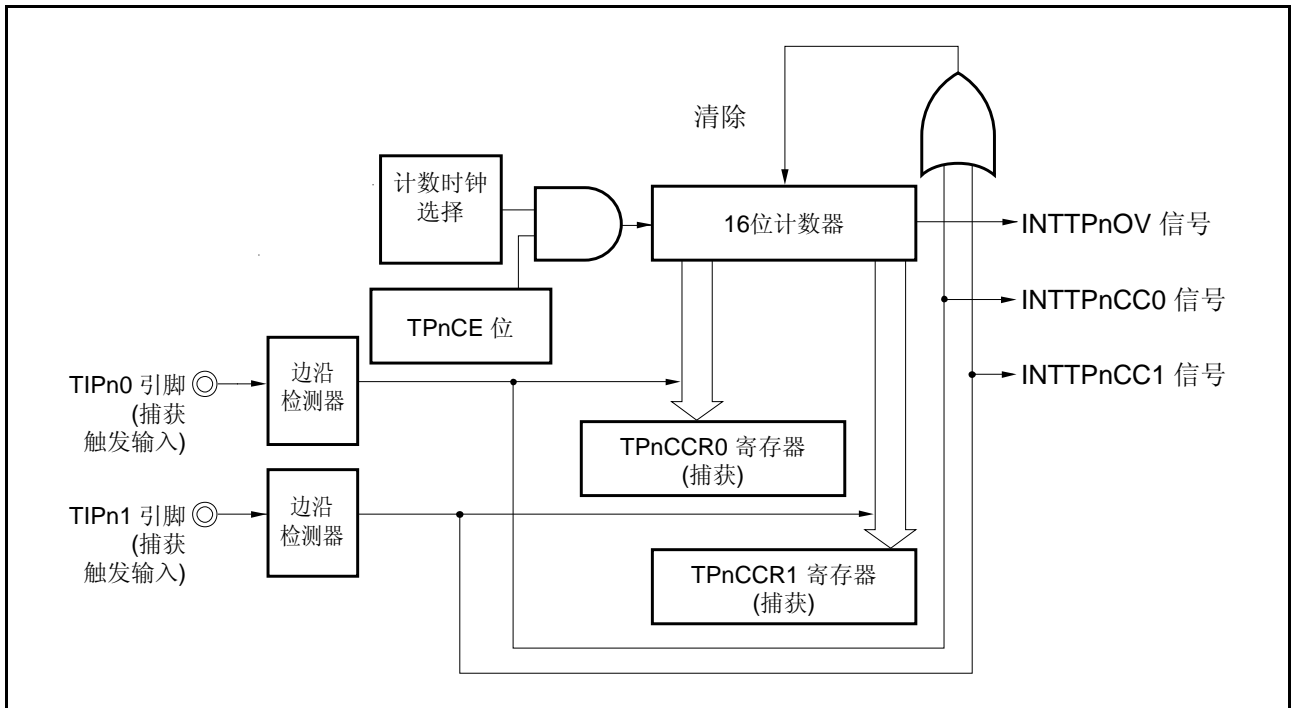 清除
计数时钟
选择
16位计数器
INTTPnOV 信号
INTTPnCC0 信号
TPnCE 位
INTTPnCC1 信号
TIPn0 引脚
(捕获
触发输入)
边沿
检测器
TPnCCR0 寄存器
(捕获)
TIPn1 引脚
(捕获
触发输入)
边沿
检测器
TPnCCR1 寄存器
(捕获)